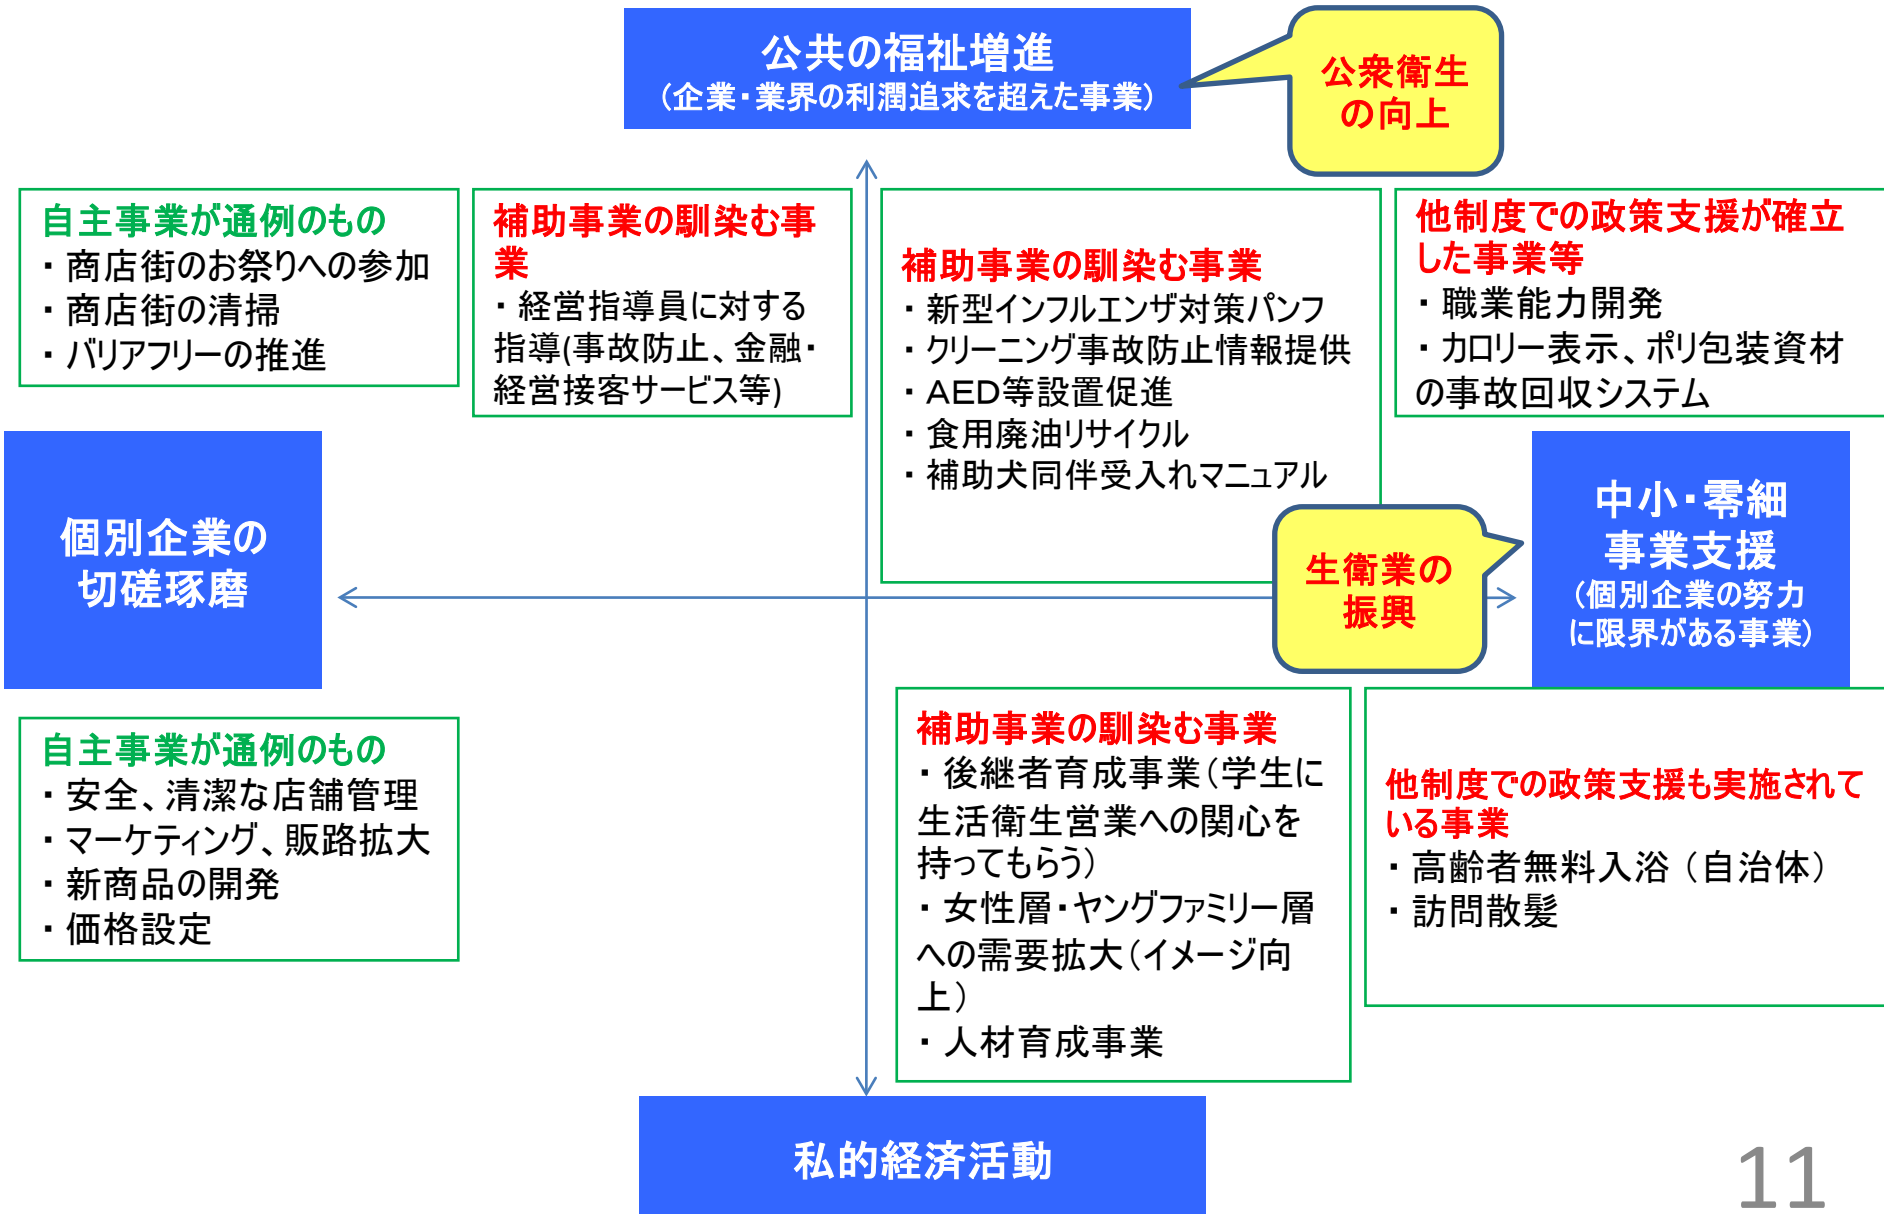 公共の福祉増進
（企業・業界の利潤追求を超えた事業）
公衆衛生
の向上
自主事業が通例のもの
・商店街のお祭りへの参加
・商店街の清掃
・バリアフリーの推進
補助事業の馴染む事
業
・経営指導員に対する
指導(事故防止、金融・
経営接客サービス等)
補助事業の馴染む事業
・新型インフルエンザ対策パンフ
・クリーニング事故防止情報提供
・AED等設置促進
・食用廃油リサイクル
・補助犬同伴受入れマニュアル
他制度での政策支援が確立
した事業等
・職業能力開発
・カロリー表示、ポリ包装資材
の事故回収システム
個別企業の
切磋琢磨
生衛業の
振興
中小・零細
事業支援
（個別企業の努力
に限界がある事業）
自主事業が通例のもの
・安全、清潔な店舗管理
・マーケティング、販路拡大
・新商品の開発
・価格設定
補助事業の馴染む事業
・後継者育成事業（学生に
生活衛生営業への関心を
持ってもらう）
・女性層・ヤングファミリー層
への需要拡大（イメージ向
上）
・人材育成事業
他制度での政策支援も実施されて
いる事業
・高齢者無料入浴（自治体）
・訪問散髪
私的経済活動
11